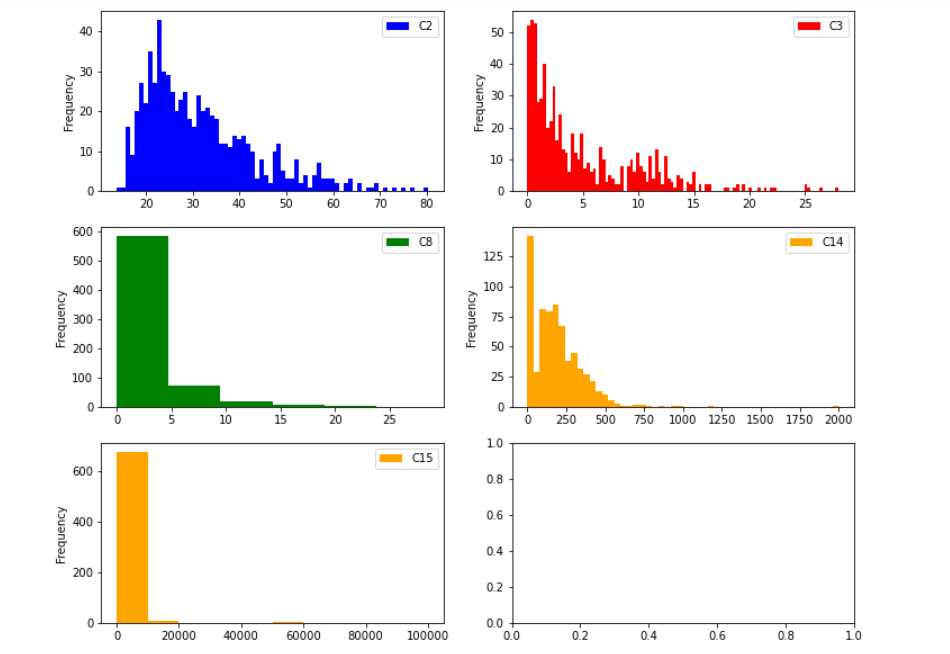 C2
Frequency
0 10 20 30 40
20 30 40 50 60 70 80
C3
Frequency
0 10 20 30 40 50
0 5 10 15 20 25
C8
Frequency
0 100 200 300 400 500 600
0 5 10 15 20 25
C14
Frequency
0 25 50 75 100 125
0 250 500 750 1000 1250 1500 1750 2000
C15
Frequency
0 200 400 600
0 20000 40000 60000 80000 100000
0.0 0.2 0.4 0.6 0.8 1.0
0.0 0.2 0.4 0.6 0.8 1.0